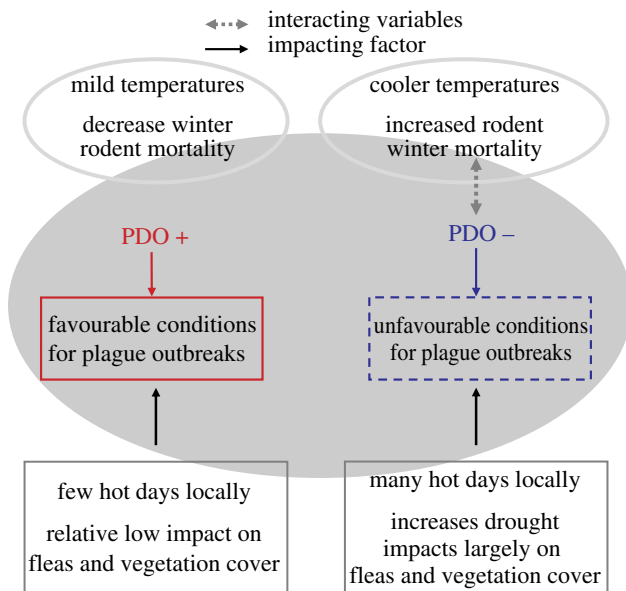 interacting variables
impacting factor
mild temperatures
decrease winter
rodent mortality
cooler temperatures
increased rodent
winter mortality
PDO +
PDO –
favourable conditions
for plague outbreaks
unfavourable conditions
for plague outbreaks
few hot days locally
relative low impact on
fleas and vegetation cover
many hot days locally
increases drought
impacts largely on
fleas and vegetation cover